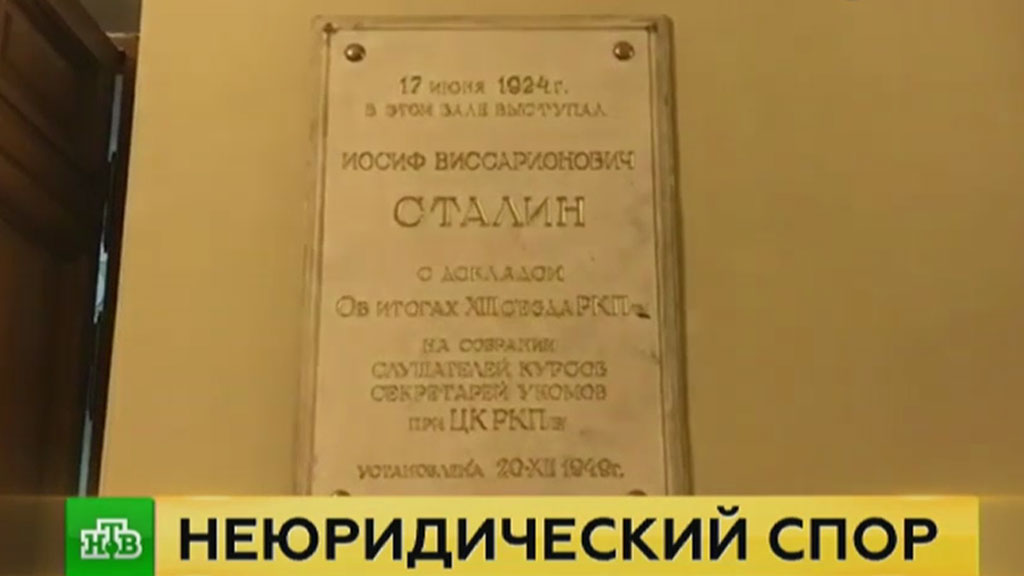 17 июня 1924 г.
В ЭТОМ ЗАЛЕ ВЫСТУПАЛ
ИОСИФ ВИССАРИОНОВИЧ
СТАЛИН
С ДОКЛАДОМ
Об итогах XIII съезда РКП(б)
НА СОБРАНИИ
СЛУШАТЕЛЕЙ КУРСОВ
СЕКРЕТАРЕЙ УКОМОВ
ПРИ ЦК РКП(б)
УСТАНОВЛЕНА 20·XII 1949г.
НТВ
НЕЮРИДИЧЕСКИЙ СПОР